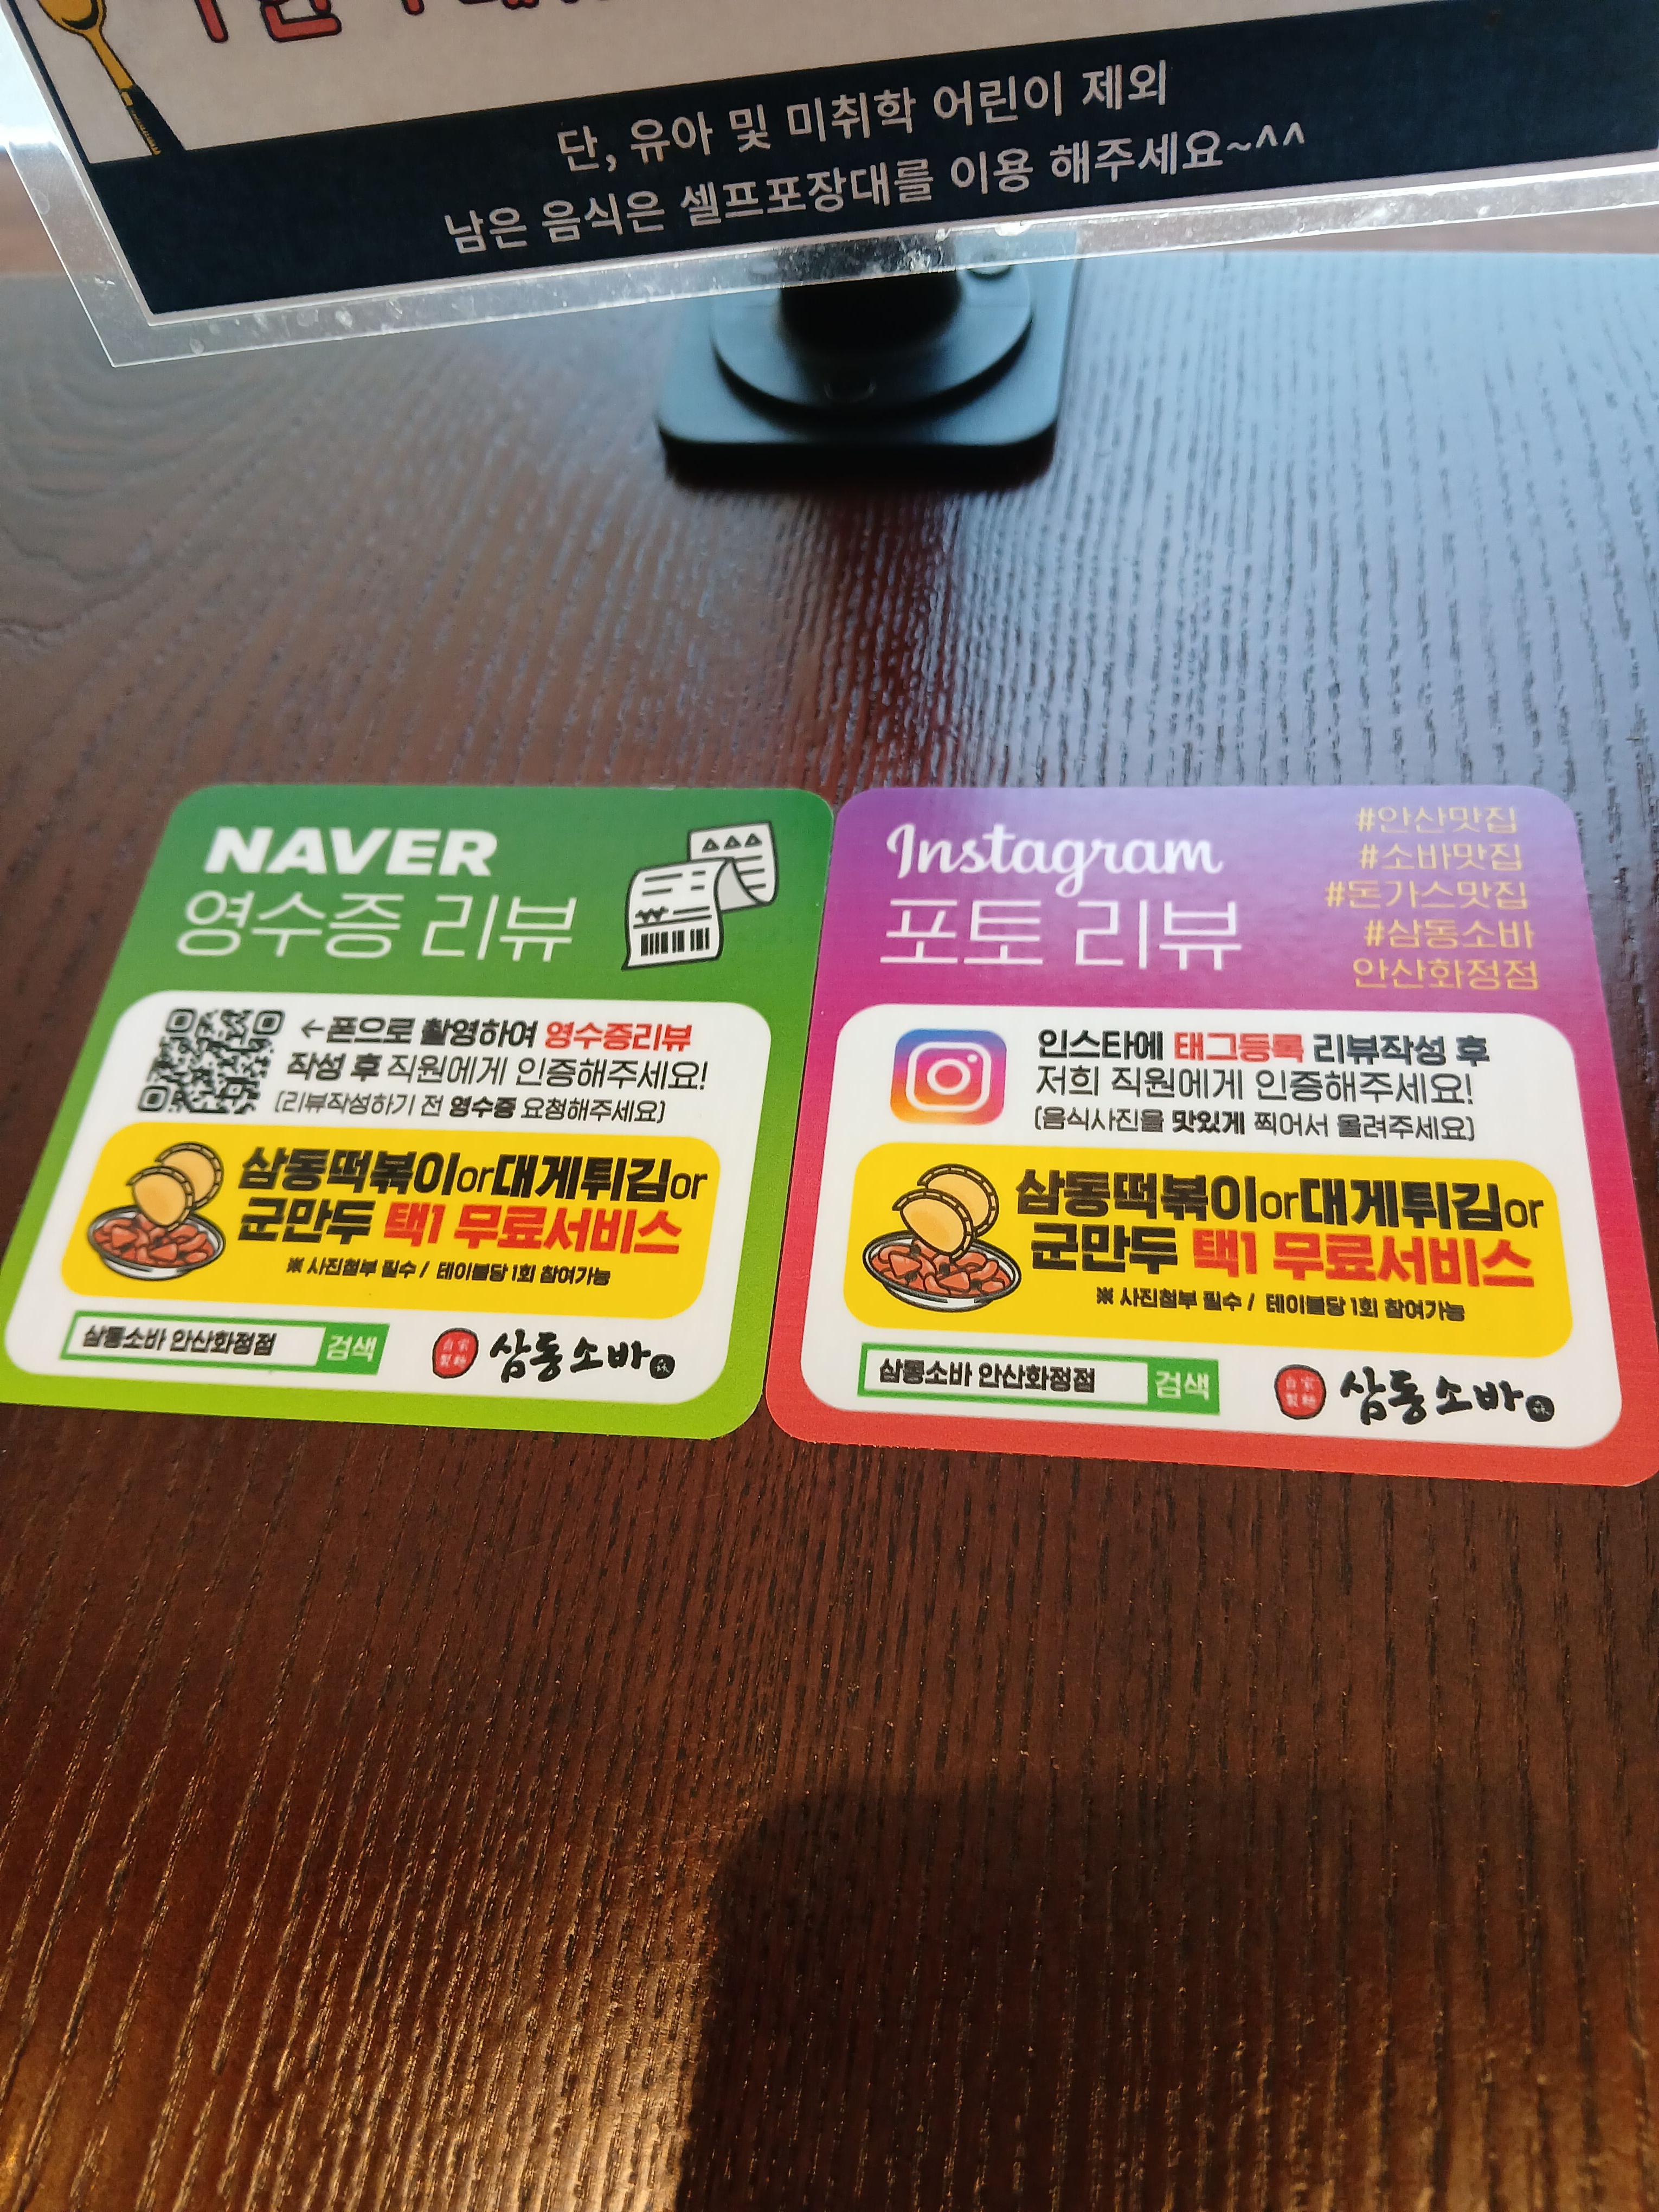 단, 유아 및 미취학 어린이 제외
남은 음식은 셀프포장대를 이용 해주세요~^^
NAVER
영수증 리뷰
←폰으로 촬영하여 영수증리뷰
작성 후 직원에게 인증해주세요!
(리뷰작성하기 전 영수증 요청해주세요)
삼동떡볶이or대게튀김or
군만두 택1 무료서비스
※ 사진첨부 필수 / 테이블당 1회 참여가능
삼동소바 안산화정점 검색
自家製麵 삼동소바
Instagram
포토 리뷰
#안산맛집
#소바맛집
#돈가스맛집
#삼동소바
안산화정점
인스타에 태그등록 리뷰작성 후
저희 직원에게 인증해주세요!
(음식사진을 맛있게 찍어서 올려주세요)
삼동떡볶이or대게튀김or
군만두 택1 무료서비스
※ 사진첨부 필수 / 테이블당 1회 참여가능
삼동소바 안산화정점 검색
自家製麵 삼동소바